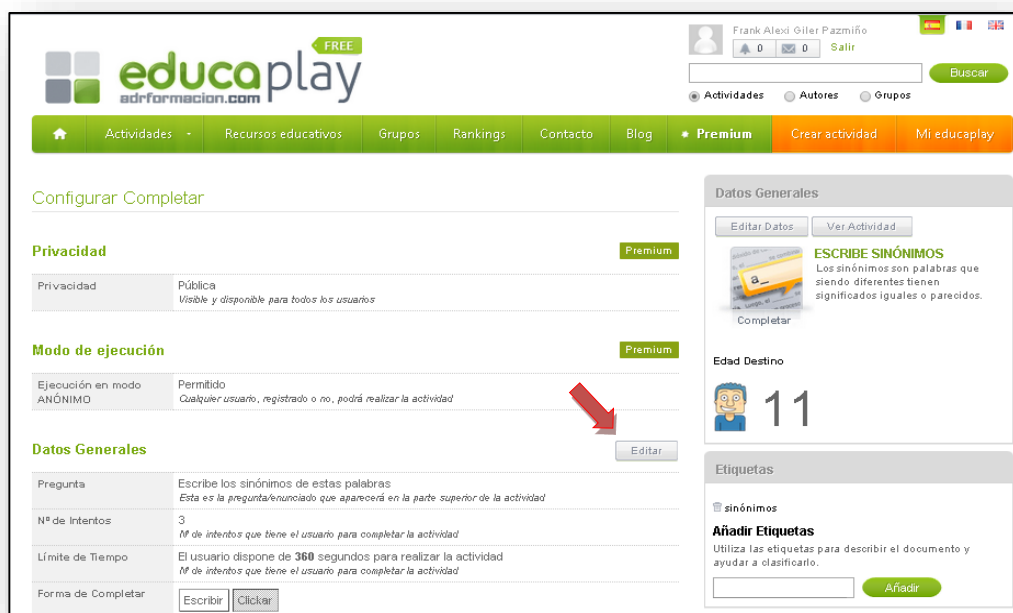 Frank Alexi Giler Pazmiño
0 0 Salir
FREE
educaplay
adrformacion.com
Buscar
Actividades Autores Grupos
Actividades Recursos educativos Grupos Rankings Contacto Blog Premium Crear actividad Mi educaplay
Configurar Completar
Privacidad Premium
Privacidad Pública
Visible y disponible para todos los usuarios
Modo de ejecución Premium
Ejecución en modo ANÓNIMO Permitido
Cualquier usuario, registrado o no, podrá realizar la actividad
Datos Generales Editar
Pregunta Escribe los sinónimos de estas palabras
Esta es la pregunta/enunciado que aparecerá en la parte superior de la actividad
Nº de Intentos 3
Nº de intentos que tiene el usuario para completar la actividad
Límite de Tiempo El usuario dispone de 360 segundos para realizar la actividad
Nº de intentos que tiene el usuario para completar la actividad
Forma de Completar Escribir Clickar
Datos Generales
Editar Datos Ver Actividad
ESCRIBE SINÓNIMOS
Los sinónimos son palabras que
siendo diferentes tienen
significados iguales o parecidos.
a_
Completar
Edad Destino
11
Etiquetas
sinónimos
Añadir Etiquetas
Utiliza las etiquetas para describir el documento y
ayudar a clasificarlo.
Añadir